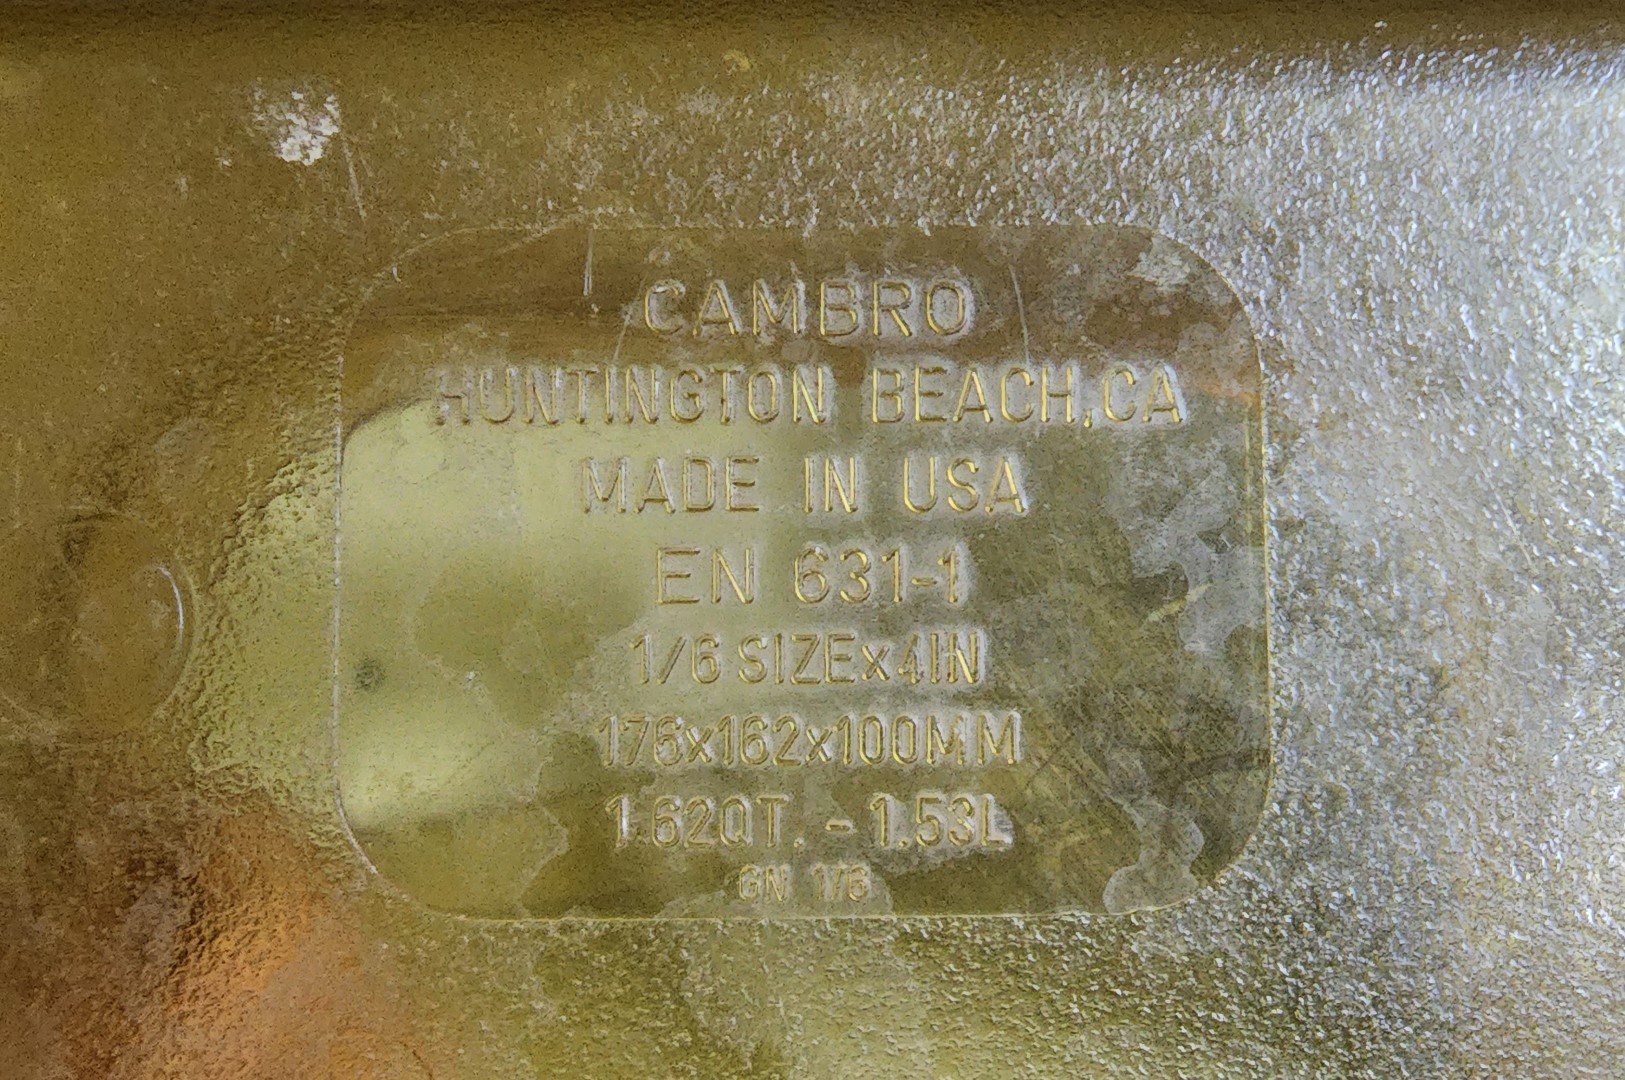 CAMBRO
HUNTINGTON BEACH, CA
MADE IN USA
EN 631-1
1/6 SIZEx4IN
176x162x100MM
1.62QT. - 1.53L
GN 1/6